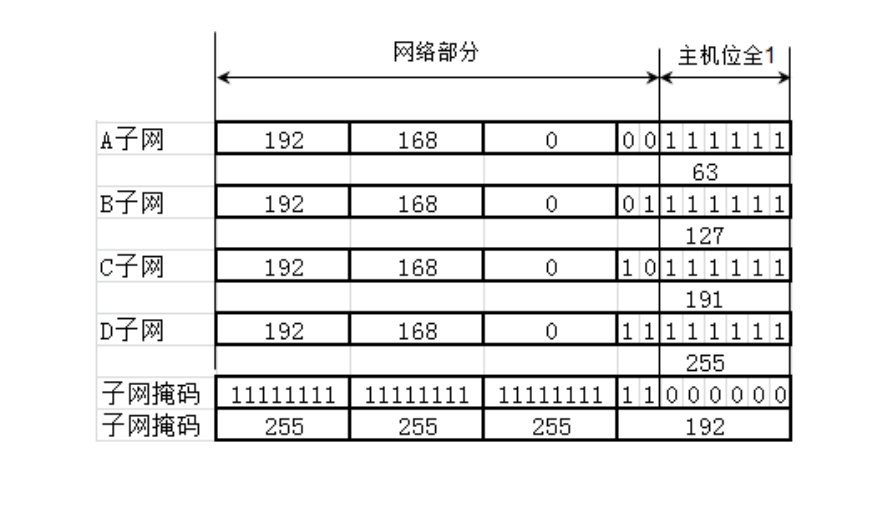 网络部分 主机位全1
A子网 192 168 0 0 0 1 1 1 1 1 1
63
B子网 192 168 0 0 1 1 1 1 1 1 1
127
C子网 192 168 0 1 0 1 1 1 1 1 1
191
D子网 192 168 0 1 1 1 1 1 1 1 1
255
子网掩码 11111111 11111111 11111111 1 1 0 0 0 0 0 0
子网掩码 255 255 255 192